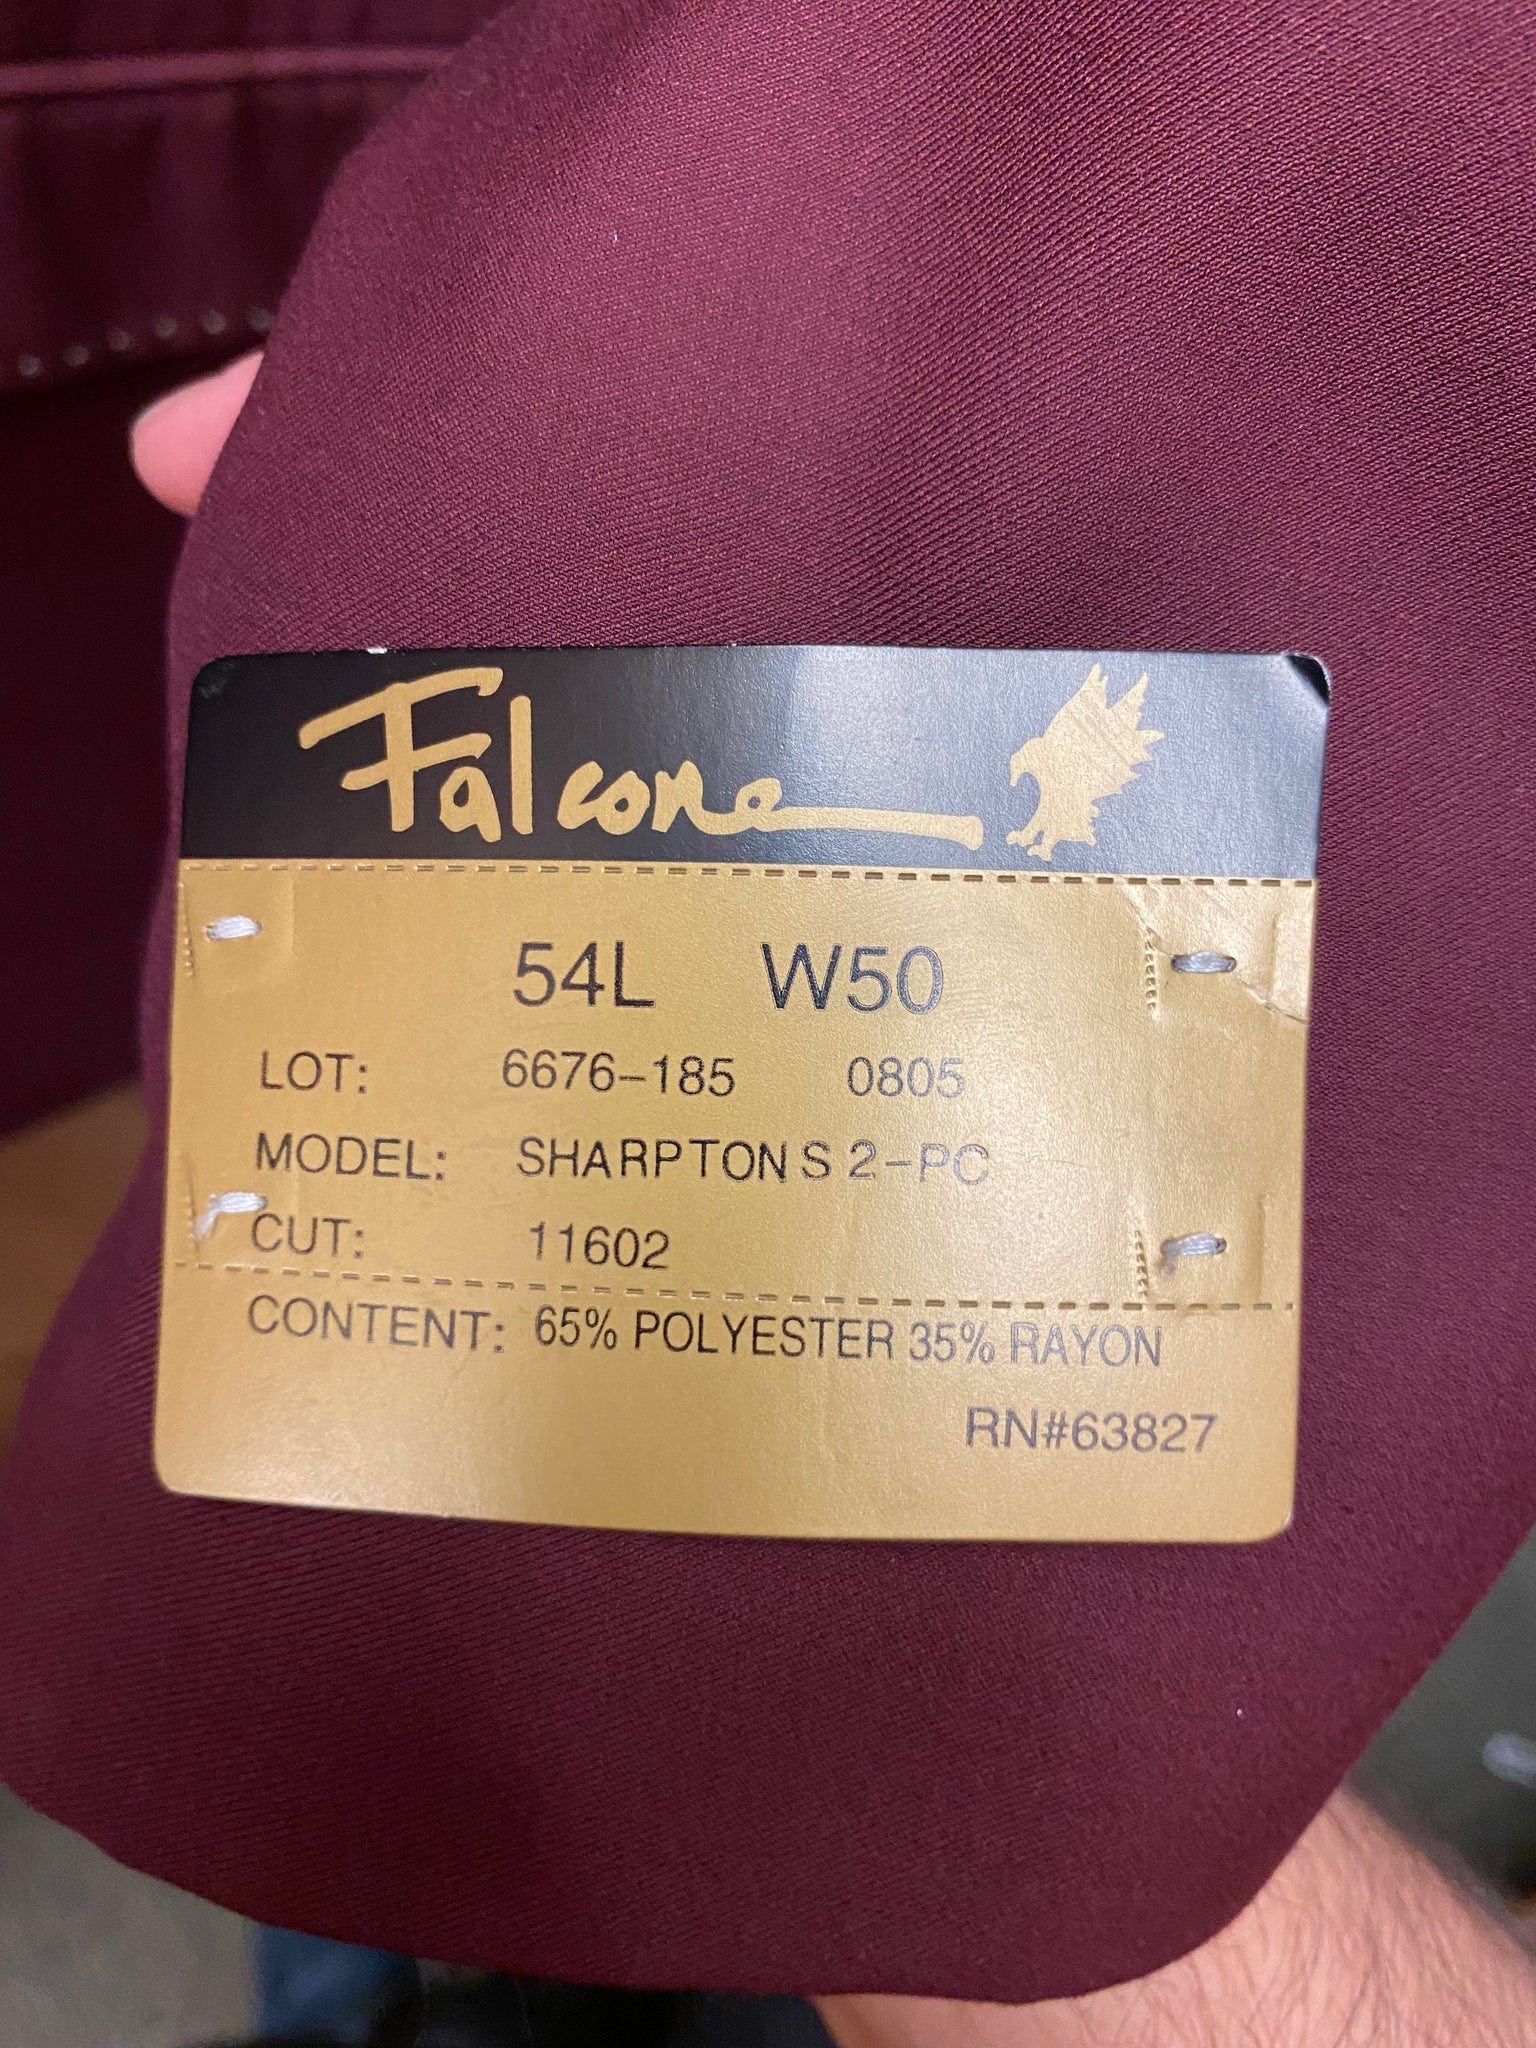 Falcone
54L W50
LOT: 6676-185 0805
MODEL: SHARPTON S 2-PC
CUT: 11602
CONTENT: 65% POLYESTER 35% RAYON
RN#63827